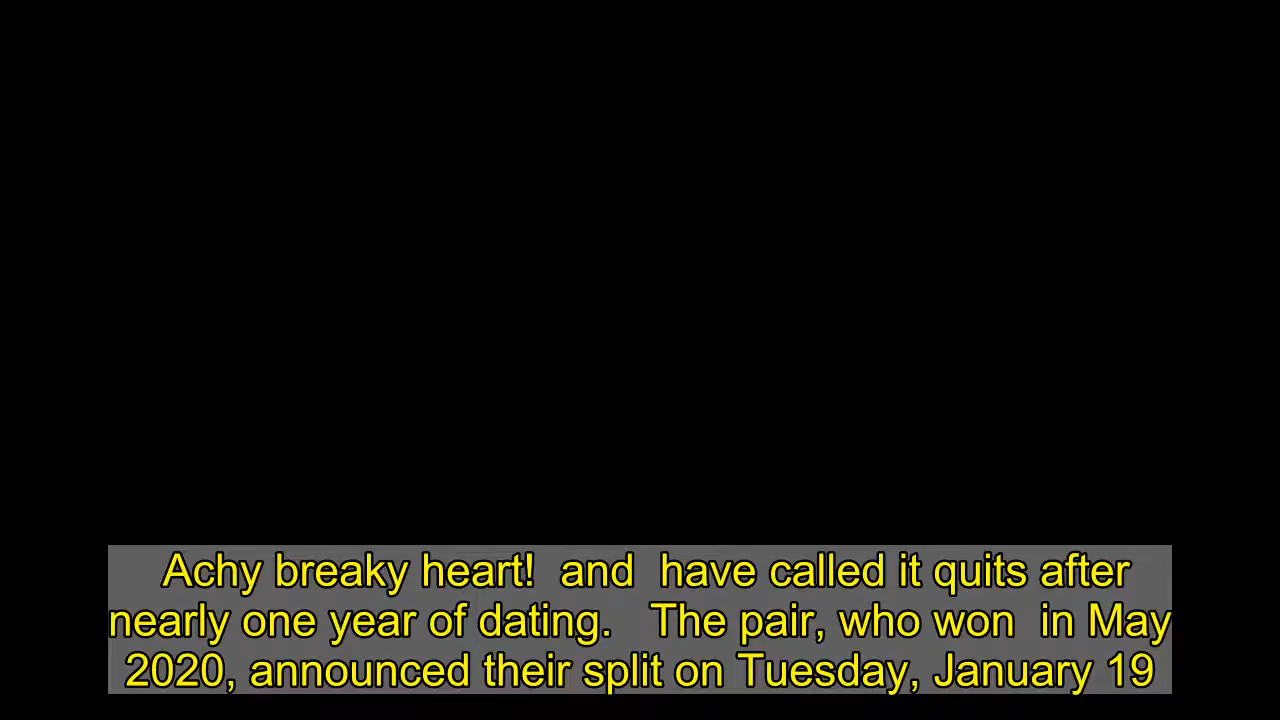 Achy breaky heart!  and  have called it quits after
nearly one year of dating.   The pair, who won  in May
2020, announced their split on Tuesday, January 19